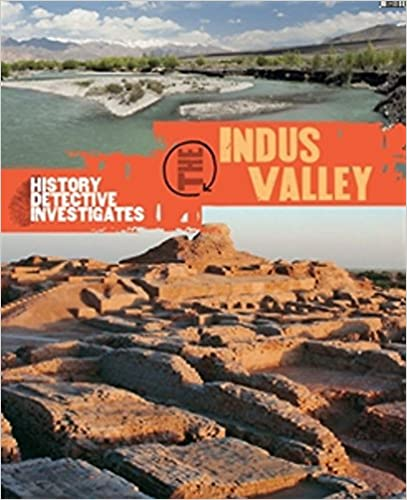 THE
INDUS
VALLEY
HISTORY
DETECTIVE
INVESTIGATES